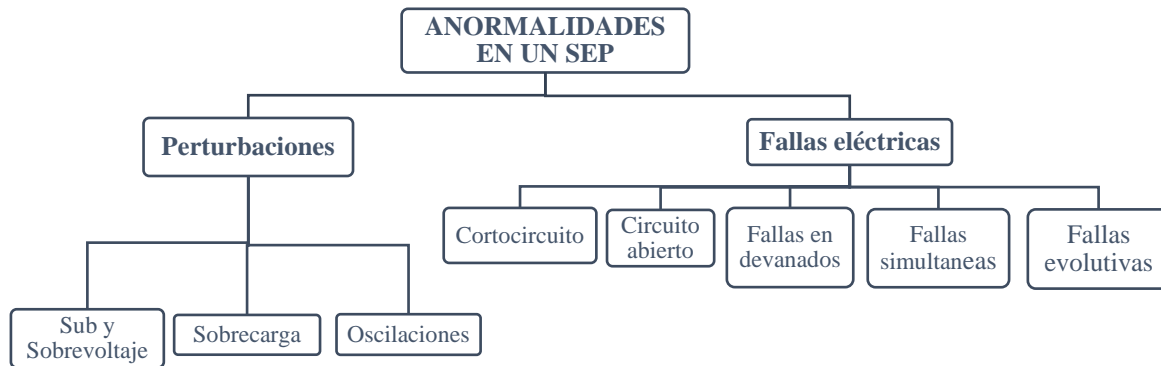 ANORMALIDADES
EN UN SEP
Perturbaciones
Fallas eléctricas
Cortocircuito
Circuito
abierto
Fallas en
devanados
Fallas
simultaneas
Fallas
evolutivas
Sub y
Sobrevoltaje
Sobrecarga
Oscilaciones